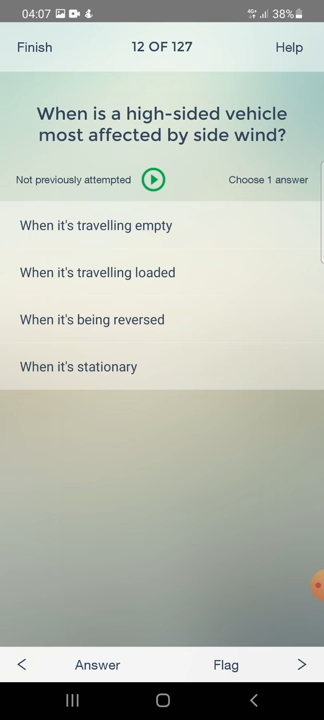 04:07 4G+ 38%
Finish 12 OF 127 Help
When is a high-sided vehicle
most affected by side wind?
Not previously attempted Choose 1 answer
When it's travelling empty
When it's travelling loaded
When it's being reversed
When it's stationary
< Answer Flag >